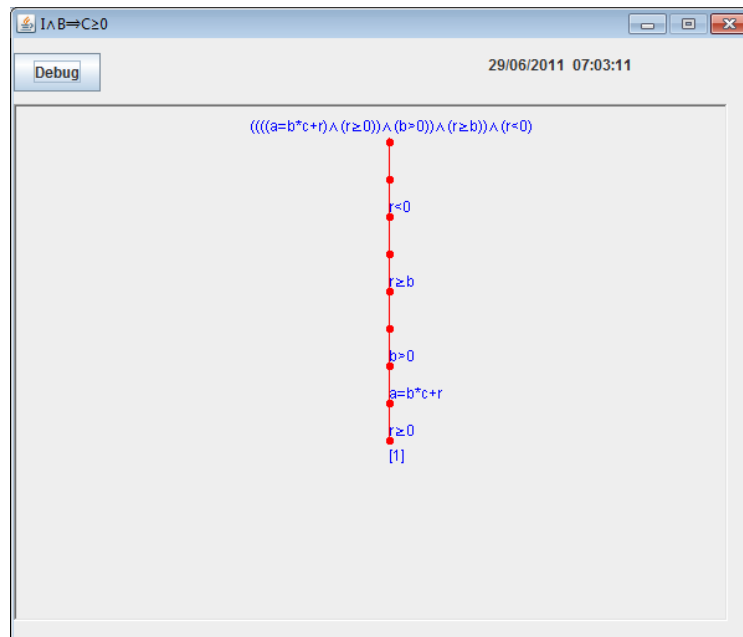 I∧B⇒C≥0
Debug
29/06/2011 07:03:11
((((a=b*c+r)∧(r≥0))∧(b>0))∧(r≥b))∧(r<0)
r<0
r≥b
b>0
a=b*c+r
r≥0
[1]